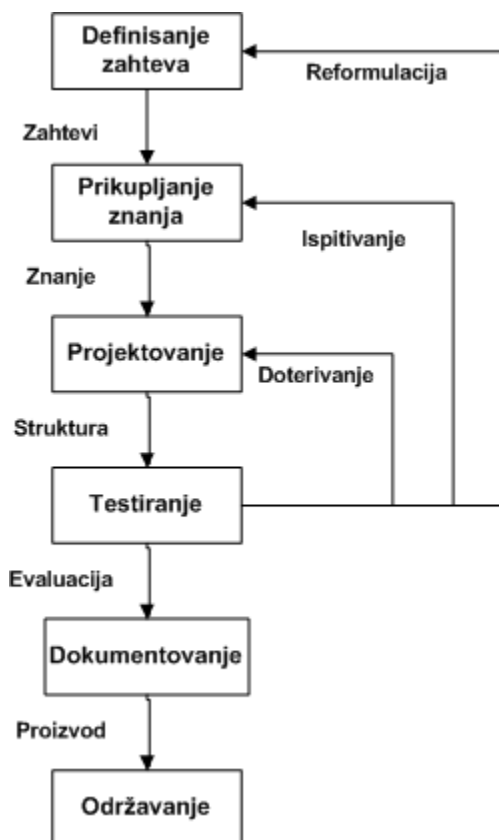 Definisanje
zahteva
Reformulacija
Zahtevi
Prikupljanje
znanja
Ispitivanje
Znanje
Projektovanje
Doterivanje
Struktura
Testiranje
Evaluacija
Dokumentovanje
Proizvod
Održavanje